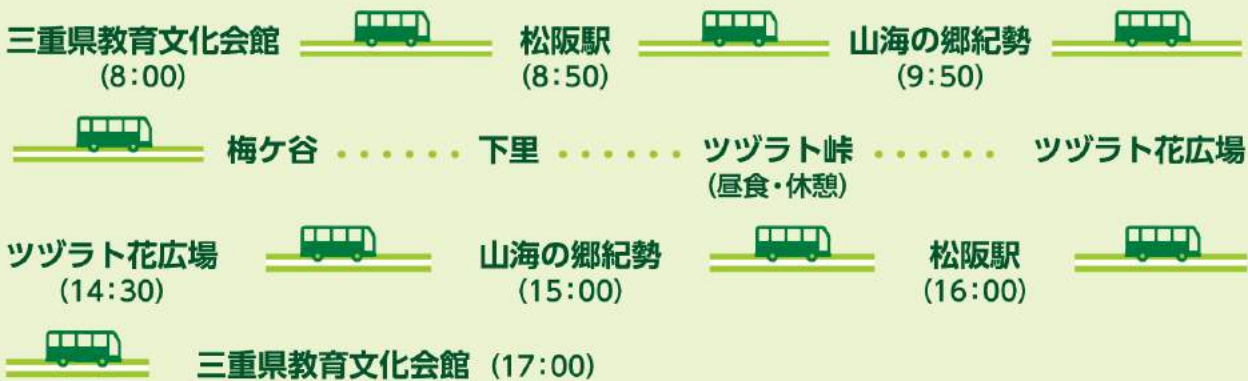 三重県教育文化会館 松阪駅 山海の郷紀勢
(8:00) (8:50) (9:50)
梅ケ谷 ・・・・・・ 下里 ・・・・・・ ツヅラト峠 ・・・・・・ ツヅラト花広場
(昼食・休憩)
ツヅラト花広場 山海の郷紀勢 松阪駅
(14:30) (15:00) (16:00)
三重県教育文化会館 (17:00)